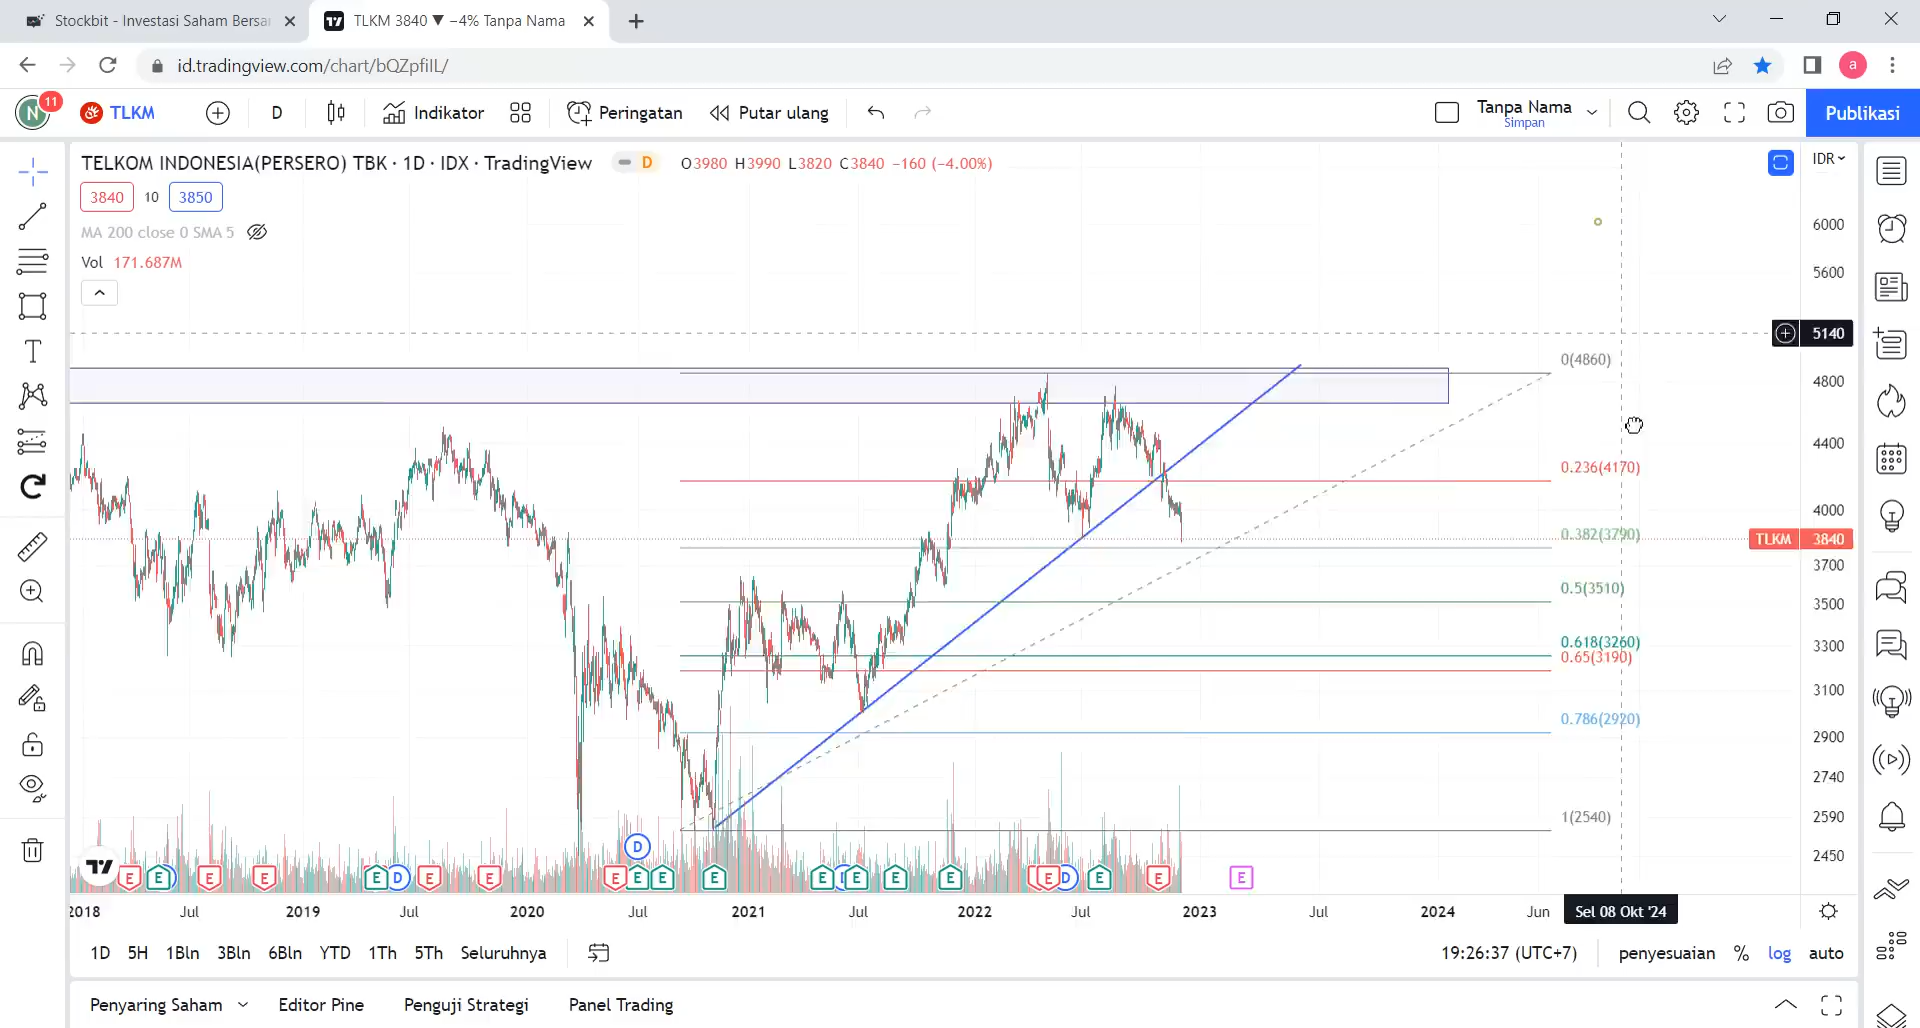 Stockbit - Investasi Saham Bersa
TLKM 3840 ▼ −4% Tanpa Nama
id.tradingview.com/chart/bQZpfiIL/
a
N
11
TLKM
D
Indikator
Peringatan
Putar ulang
Tanpa Nama
Simpan
Publikasi
TELKOM INDONESIA(PERSERO) TBK · 1D · IDX · TradingView
D
O3980 H3990 L3820 C3840 −160 (−4.00%)
IDR
3840
10
3850
MA 200 close 0 SMA 5
Vol 171.687M
6000
5600
5140
4800
4400
4000
TLKM 3840
3700
3500
3300
3100
2900
2740
2590
2450
0(4860)
0.236(4170)
0.382(3790)
0.5(3510)
0.618(3260)
0.65(3190)
0.786(2920)
1(2540)
D
E E E E E D E E E E E E E E E E E D E E E
2018 Jul 2019 Jul 2020 Jul 2021 Jul 2022 Jul 2023 Jul 2024 Jun
Sel 08 Okt '24
1D 5H 1Bln 3Bln 6Bln YTD 1Th 5Th Seluruhnya
19:26:37 (UTC+7)
penyesuaian % log auto
Penyaring Saham
Editor Pine
Penguji Strategi
Panel Trading